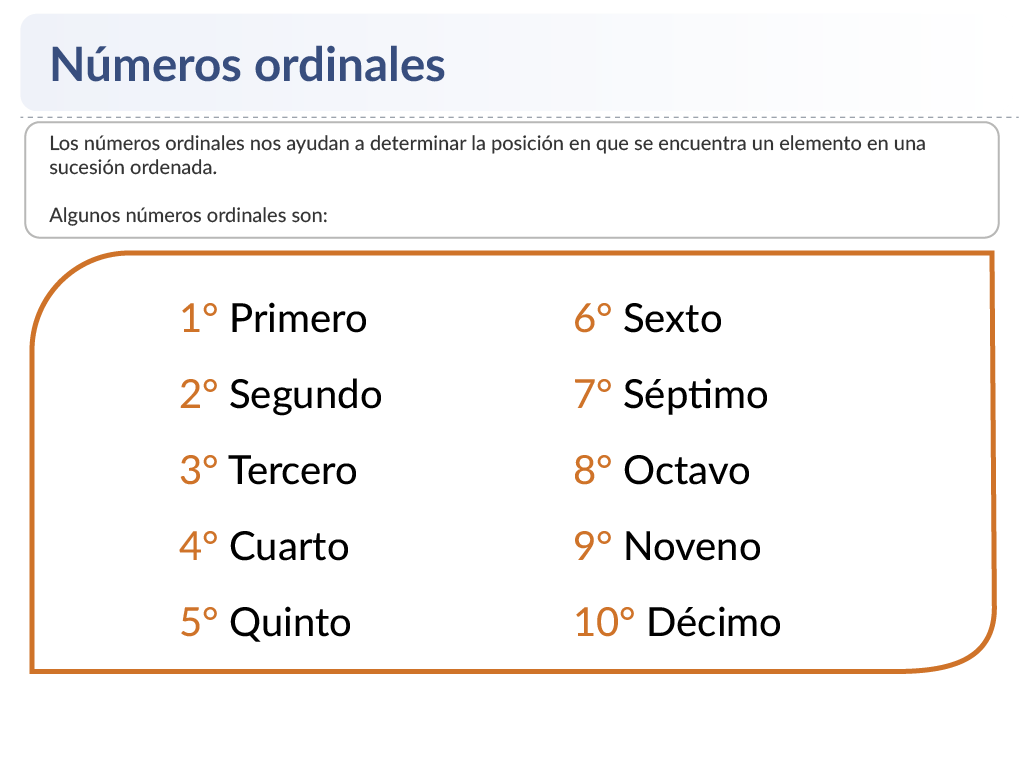 Números ordinales
Los números ordinales nos ayudan a determinar la posición en que se encuentra un elemento en una
sucesión ordenada.
Algunos números ordinales son:
1° Primero
2° Segundo
3° Tercero
4° Cuarto
5° Quinto
6° Sexto
7° Séptimo
8° Octavo
9° Noveno
10° Décimo